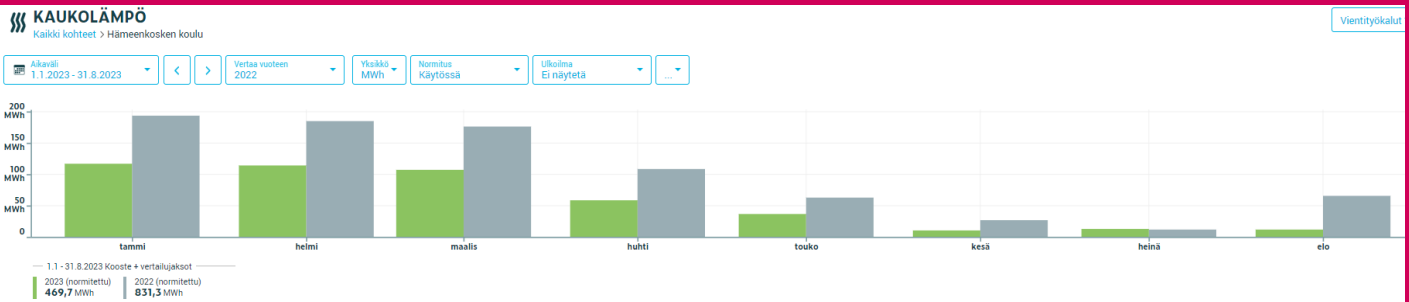 KAUKOLÄMPÖ
Kaikki kohteet > Hämeenkosken koulu
Vientityökalut
Aikaväli
1.1.2023 - 31.8.2023
<
>
Vertaa vuoteen
2022
Yksikkö
MWh
Normitus
Käytössä
Ulkoilma
Ei näytetä
...
200
MWh
150
MWh
100
MWh
50
MWh
0
tammi helmi maalis huhti touko kesä heinä elo
1.1 - 31.8.2023 Kooste + vertailujaksot
2023 (normitettu) 2022 (normitettu)
469,7 MWh 831,3 MWh